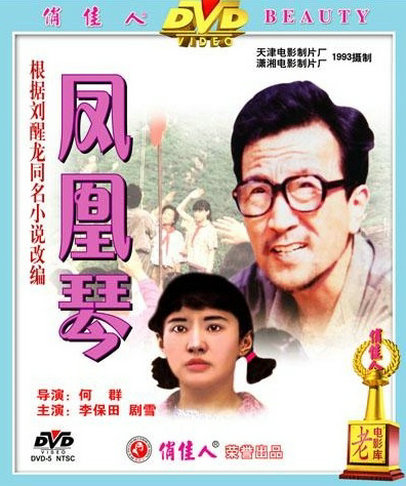 俏佳人
DVD
VIDEO
BEAUTY
天津电影制片厂
潇湘电影制片厂
1993摄制
根据刘醒龙同名小说改编
凤凰琴
导演：何 群
主演：李保田 剧雪
DVD
VIDEO
DVD-5 NTSC
俏佳人®
荣誉出品
俏佳人
老电影库